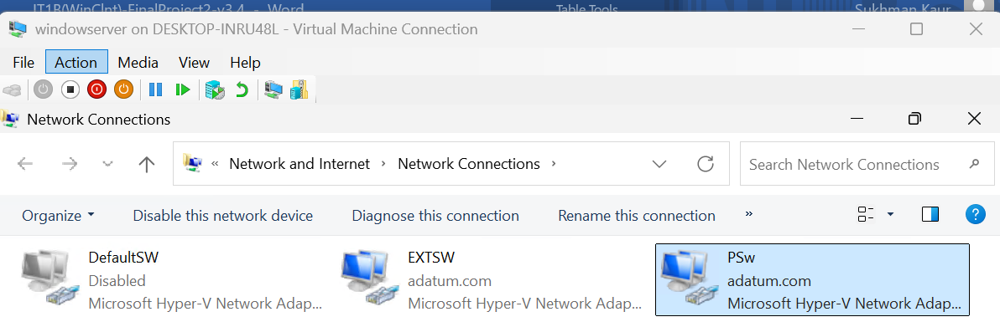 IT1B(WinClnt)-FinalProject2-v3.4 - Word Table Tools Sukhman Kaur
windowserver on DESKTOP-INRU48L - Virtual Machine Connection
File Action Media View Help
Network Connections
« Network and Internet › Network Connections › Search Network Connections
Organize Disable this network device Diagnose this connection Rename this connection »
DefaultSW
Disabled
Microsoft Hyper-V Network Adap...
EXTSW
adatum.com
Microsoft Hyper-V Network Adap...
PSw
adatum.com
Microsoft Hyper-V Network Adap...